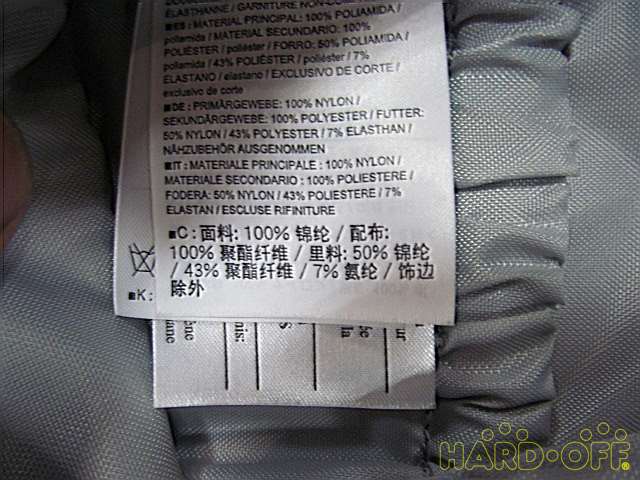 ELASTHANNE / GARNITURE NON-
■ES: MATERIAL PRINCIPAL: 100% POLIAMIDA /
poliamida / MATERIAL SECUNDARIO: 100%
POLIÉSTER / poliéster / FORRO: 50% POLIAMIDA /
poliamida / 43% POLIÉSTER / poliéster / 7%
ELASTANO / elastano / EXCLUSIVO DE CORTE /
exclusivo de corte
■DE: PRIMÄRGEWEBE: 100% NYLON /
SEKUNDÄRGEWEBE: 100% POLYESTER / FUTTER:
50% NYLON / 43% POLYESTER / 7% ELASTHAN /
NÄHZUBEHÖR AUSGENOMMEN
■IT: MATERIALE PRINCIPALE : 100% NYLON /
MATERIALE SECONDARIO : 100% POLIESTERE /
FODERA: 50% NYLON / 43% POLIESTERE / 7%
ELASTAN / ESCLUSE RIFINITURE
■C: 面料: 100% 锦纶 / 配布:
100% 聚酯纤维 / 里料: 50% 锦纶
/ 43% 聚酯纤维 / 7% 氨纶 / 饰边
除外
■K:
HARD·OFF